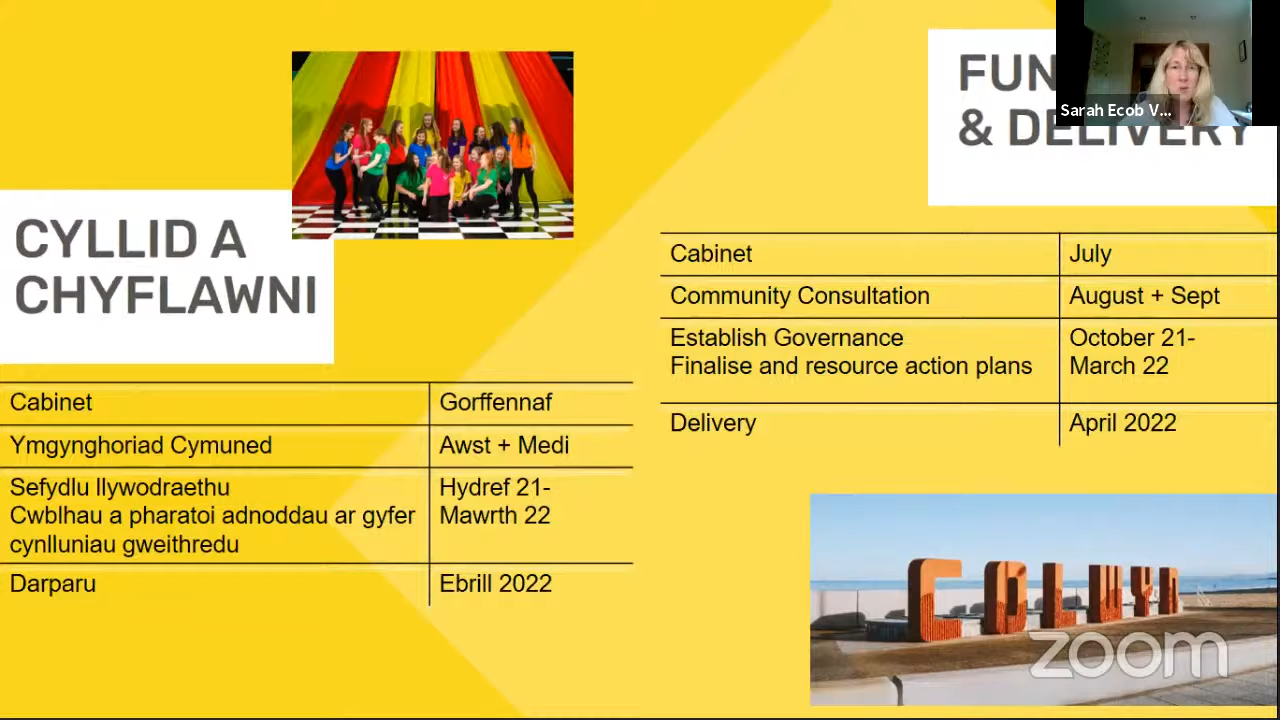 CYLLID A
CHYFLAWNI
Cabinet
Gorffennaf
Ymgynghoriad Cymuned
Awst + Medi
Sefydlu llywodraethu
Cwblhau a pharatoi adnoddau ar gyfer
cynlluniau gweithredu
Hydref 21-
Mawrth 22
Darparu
Ebrill 2022
FUN
& DELIVERY
Sarah Ecob V...
Cabinet
July
Community Consultation
August + Sept
Establish Governance
Finalise and resource action plans
October 21-
March 22
Delivery
April 2022
COLWYN
zoom